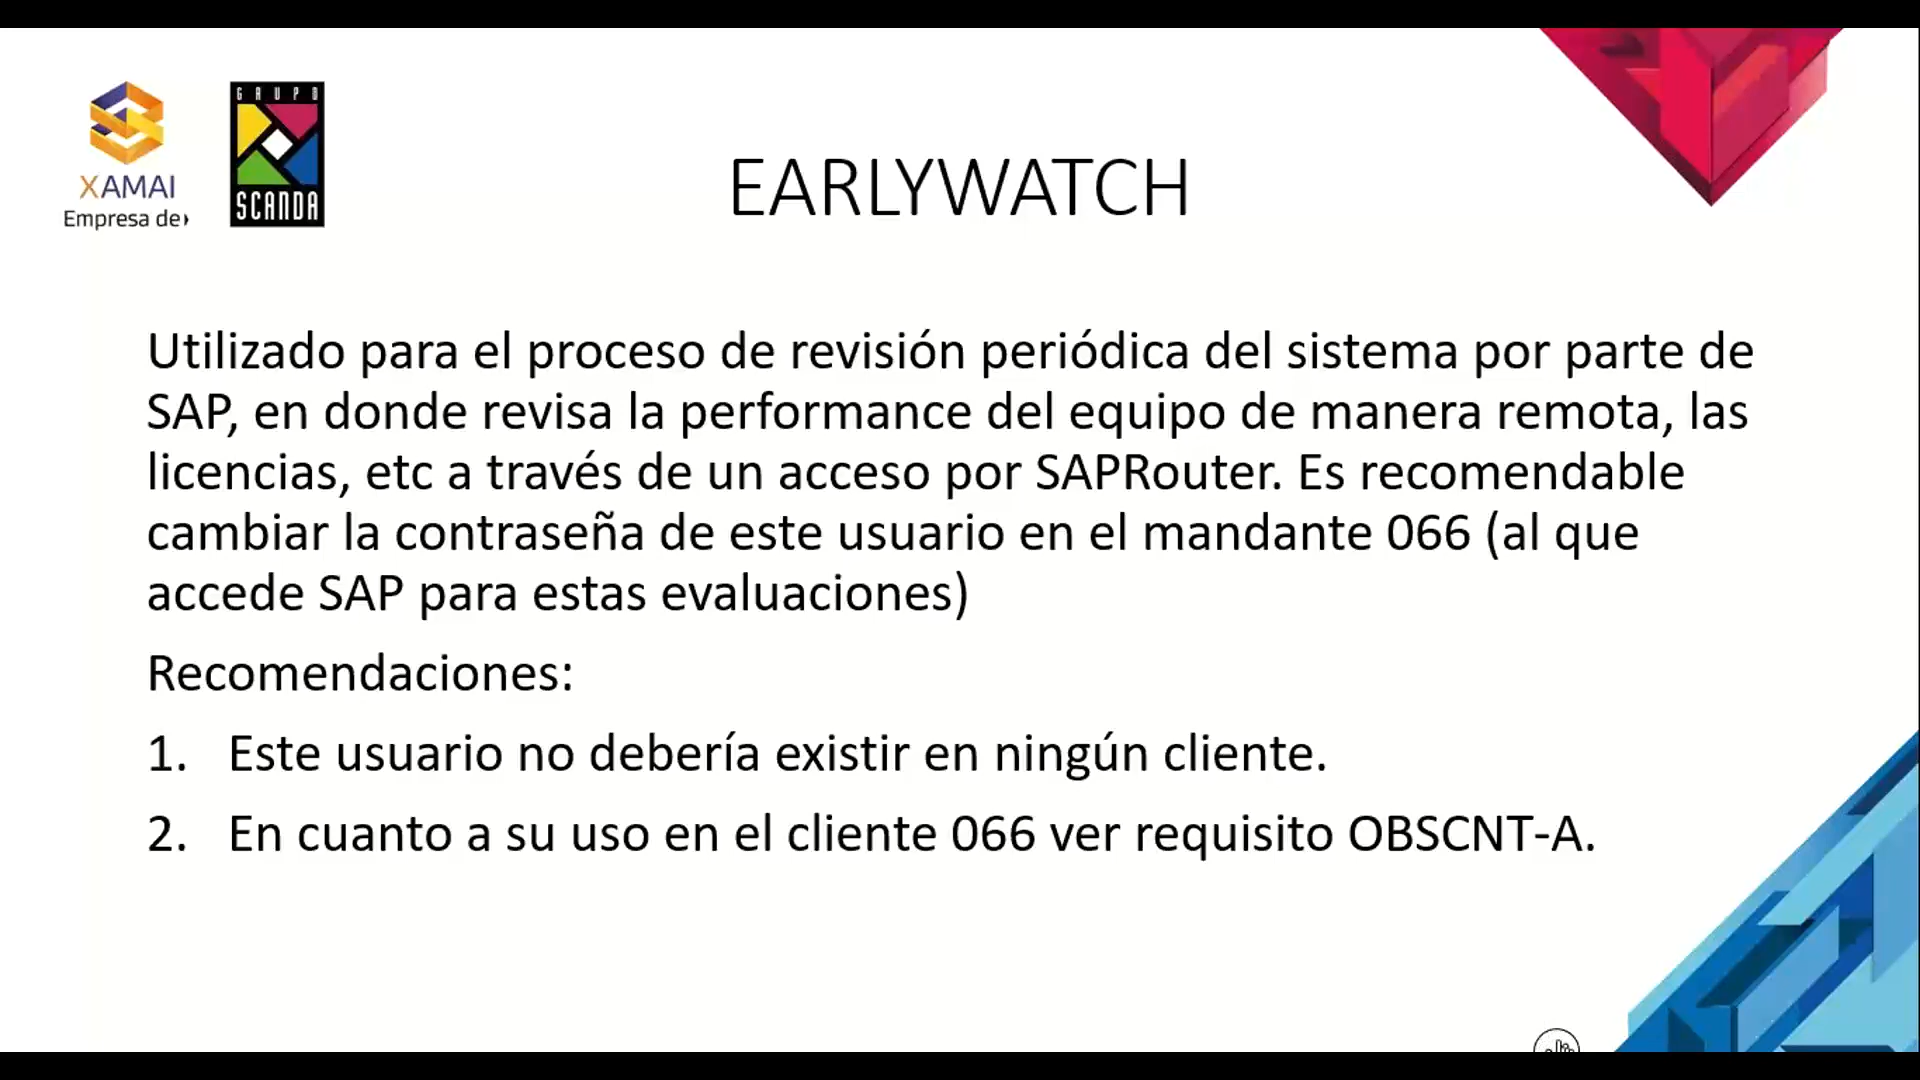 XAMAI
Empresa de
GRUPO
SCANDA
EARLYWATCH
Utilizado para el proceso de revisión periódica del sistema por parte de
SAP, en donde revisa la performance del equipo de manera remota, las
licencias, etc a través de un acceso por SAPRouter. Es recomendable
cambiar la contraseña de este usuario en el mandante 066 (al que
accede SAP para estas evaluaciones)
Recomendaciones:
1. Este usuario no debería existir en ningún cliente.
2. En cuanto a su uso en el cliente 066 ver requisito OBSCNT-A.